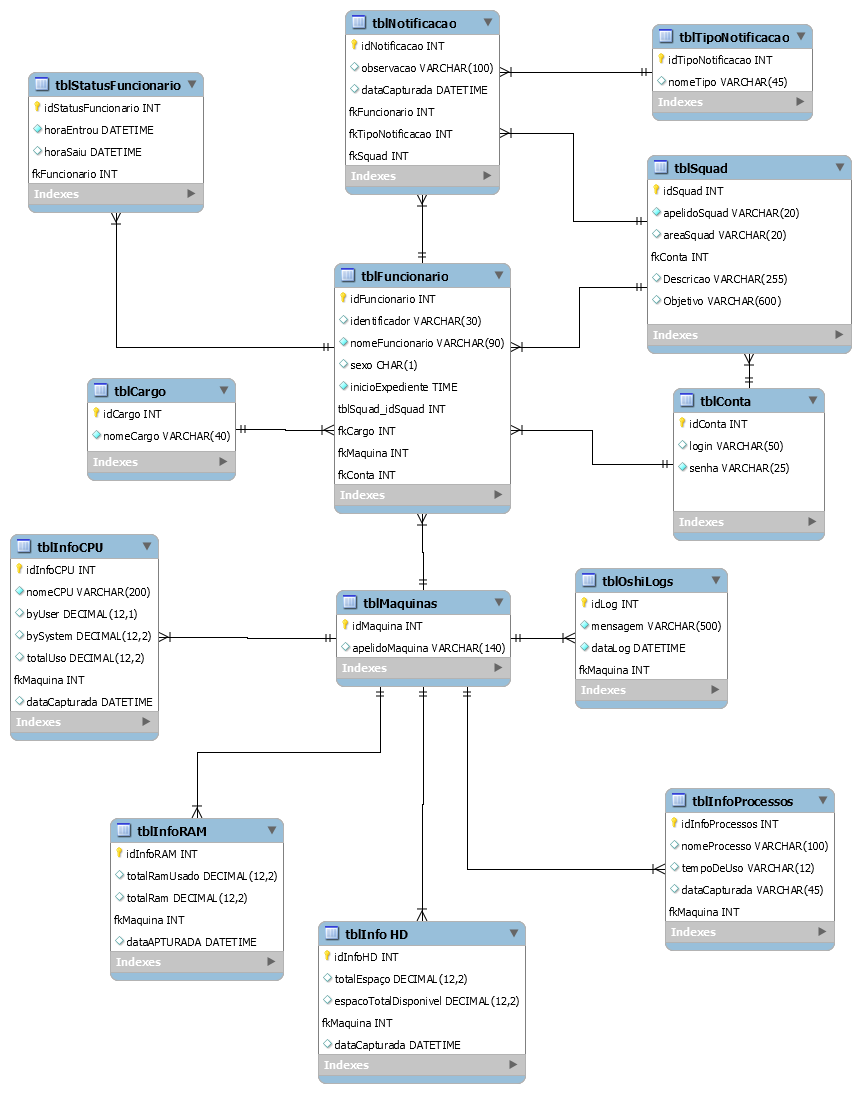 tblNotificacao
idNotificacao INT
observacao VARCHAR(100)
dataCapturada DATETIME
fkFuncionario INT
fkTipoNotificacao INT
fkSquad INT
Indexes
tblTipoNotificacao
idTipoNotificacao INT
nomeTipo VARCHAR(45)
Indexes
tblStatusFuncionario
idStatusFuncionario INT
horaEntrou DATETIME
horaSaiu DATETIME
fkFuncionario INT
Indexes
tblSquad
idSquad INT
apelidoSquad VARCHAR(20)
areaSquad VARCHAR(20)
fkConta INT
Descricao VARCHAR(255)
Objetivo VARCHAR(600)
Indexes
tblFuncionario
idFuncionario INT
identificador VARCHAR(30)
nomeFuncionario VARCHAR(90)
sexo CHAR(1)
inicioExpediente TIME
tblSquad_idSquad INT
fkCargo INT
fkMaquina INT
fkConta INT
Indexes
tblCargo
idCargo INT
nomeCargo VARCHAR(40)
Indexes
tblConta
idConta INT
login VARCHAR(50)
senha VARCHAR(25)
Indexes
tblInfoCPU
idInfoCPU INT
nomeCPU VARCHAR(200)
byUser DECIMAL(12,1)
bySystem DECIMAL(12,2)
totalUso DECIMAL(12,2)
fkMaquina INT
dataCapturada DATETIME
Indexes
tblMaquinas
idMaquina INT
apelidoMaquina VARCHAR(140)
Indexes
tblOshiLogs
idLog INT
mensagem VARCHAR(500)
dataLog DATETIME
fkMaquina INT
Indexes
tblInfoRAM
idInfoRAM INT
totalRamUsado DECIMAL(12,2)
totalRam DECIMAL(12,2)
fkMaquina INT
dataAPTURADA DATETIME
Indexes
tblInfoProcessos
idInfoProcessos INT
nomeProcesso VARCHAR(100)
tempoDeUso VARCHAR(12)
dataCapturada VARCHAR(45)
fkMaquina INT
Indexes
tblInfo HD
idInfoHD INT
totalEspaço DECIMAL(12,2)
espacoTotalDisponivel DECIMAL(12,2)
fkMaquina INT
dataCapturada DATETIME
Indexes